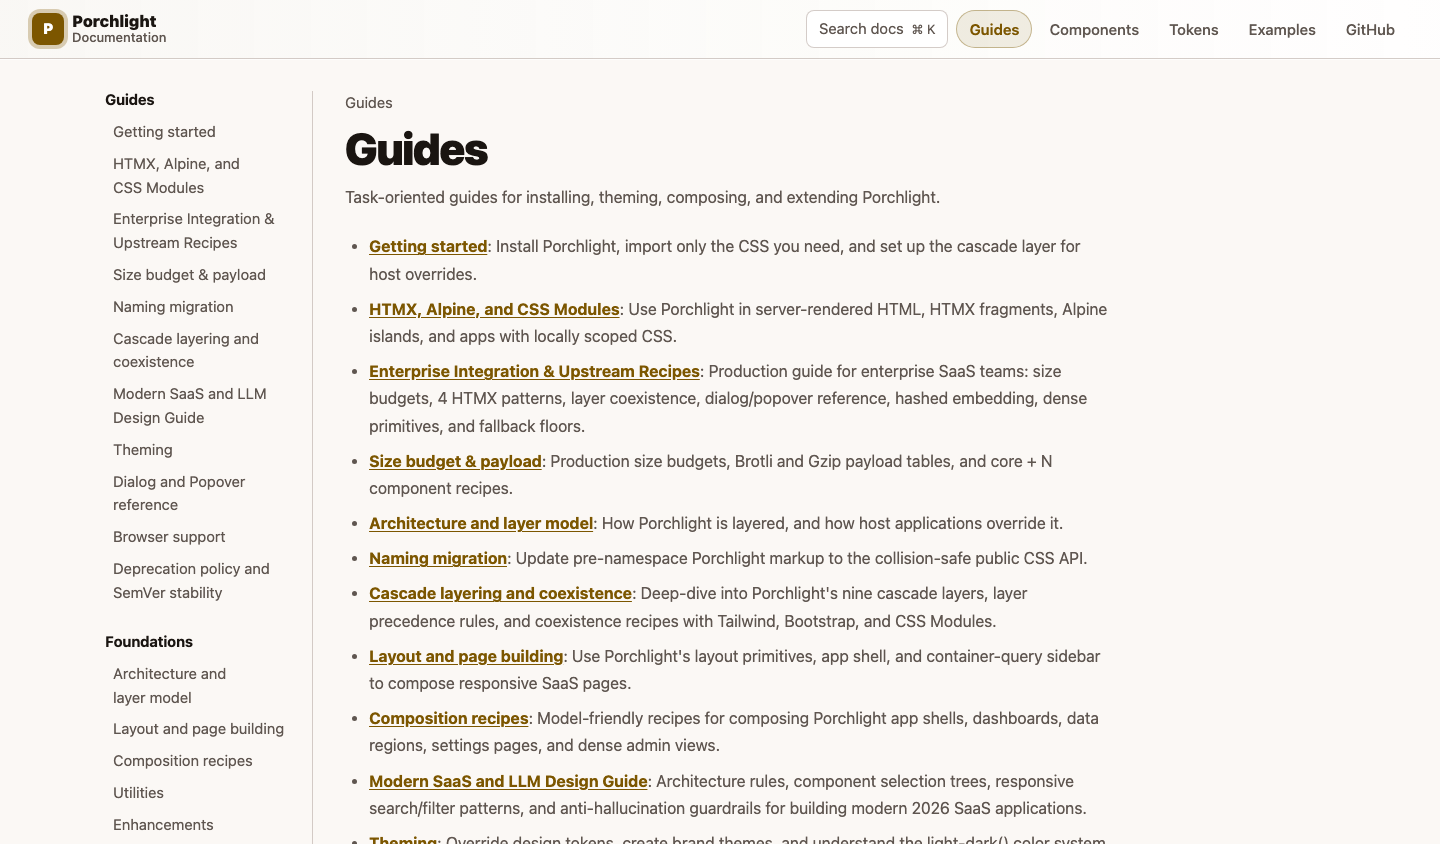 P
Porchlight
Documentation
Search docs ⌘ K
Guides
Components
Tokens
Examples
GitHub
Guides
Getting started
HTMX, Alpine, and
CSS Modules
Enterprise Integration &
Upstream Recipes
Size budget & payload
Naming migration
Cascade layering and
coexistence
Modern SaaS and LLM
Design Guide
Theming
Dialog and Popover
reference
Browser support
Deprecation policy and
SemVer stability
Foundations
Architecture and
layer model
Layout and page building
Composition recipes
Utilities
Enhancements
Guides
Guides
Task-oriented guides for installing, theming, composing, and extending Porchlight.
• Getting started: Install Porchlight, import only the CSS you need, and set up the cascade layer for
host overrides.
• HTMX, Alpine, and CSS Modules: Use Porchlight in server-rendered HTML, HTMX fragments, Alpine
islands, and apps with locally scoped CSS.
• Enterprise Integration & Upstream Recipes: Production guide for enterprise SaaS teams: size
budgets, 4 HTMX patterns, layer coexistence, dialog/popover reference, hashed embedding, dense
primitives, and fallback floors.
• Size budget & payload: Production size budgets, Brotli and Gzip payload tables, and core + N
component recipes.
• Architecture and layer model: How Porchlight is layered, and how host applications override it.
• Naming migration: Update pre-namespace Porchlight markup to the collision-safe public CSS API.
• Cascade layering and coexistence: Deep-dive into Porchlight's nine cascade layers, layer
precedence rules, and coexistence recipes with Tailwind, Bootstrap, and CSS Modules.
• Layout and page building: Use Porchlight's layout primitives, app shell, and container-query sidebar
to compose responsive SaaS pages.
• Composition recipes: Model-friendly recipes for composing Porchlight app shells, dashboards, data
regions, settings pages, and dense admin views.
• Modern SaaS and LLM Design Guide: Architecture rules, component selection trees, responsive
search/filter patterns, and anti-hallucination guardrails for building modern 2026 SaaS applications.
• Theming: Override design tokens, create brand themes, and understand the light-dark() color system